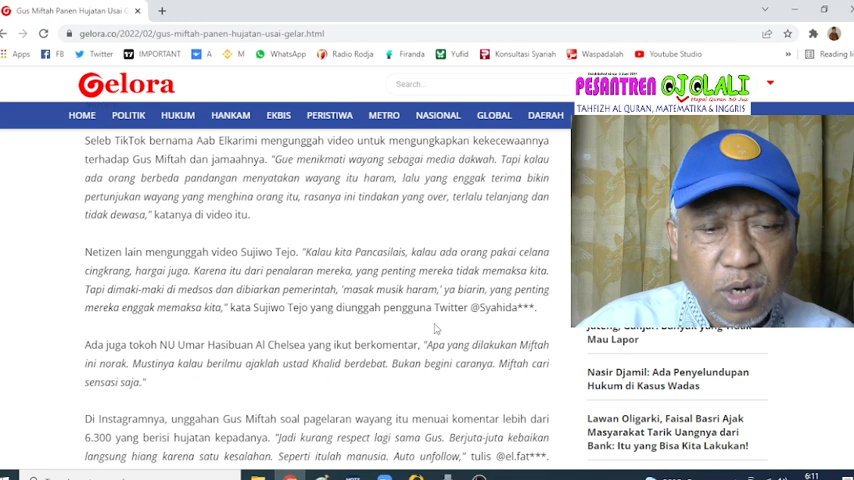 Gus Miftah Panen Hujatan Usai G
gelora.co/2022/02/gus-miftah-panen-hujatan-usai-gelar.html
Apps F8 Twitter IMPORTANT A M WhatsApp Radio Rodja Firanda Yufid Konsultasi Syariah Waspadalah Youtube Studio Reading li
Gelora
Search...
PESANTREN OJOLALI
Hapal Quran 30 Juz
TAHFIZH AL QURAN, MATEMATIKA & INGGRIS
HOME POLITIK HUKUM HANKAM EKBIS PERISTIWA METRO NASIONAL GLOBAL DAERAH
Seleb TikTok bernama Aab Elkarimi mengunggah video untuk mengungkapkan kekecewaannya
terhadap Gus Miftah dan jamaahnya. "Gue menikmati wayang sebagai media dakwah. Tapi kalau
ada orang berbeda pandangan menyatakan wayang itu haram, lalu yang enggak terima bikin
pertunjukan wayang yang menghina orang itu, rasanya ini tindakan yang over, terlalu telanjang dan
tidak dewasa," katanya di video itu.
Netizen lain mengunggah video Sujiwo Tejo. "Kalau kita Pancasilais, kalau ada orang pakai celana
cingkrang, hargai juga. Karena itu dari penalaran mereka, yang penting mereka tidak memaksa kita.
Tapi dimaki-maki di medsos dan dibiarkan pemerintah, 'masak musik haram,' ya biarin, yang penting
mereka enggak memaksa kita," kata Sujiwo Tejo yang diunggah pengguna Twitter @Syahida***.
Ada juga tokoh NU Umar Hasibuan Al Chelsea yang ikut berkomentar, "Apa yang dilakukan Miftah
ini norak. Mustinya kalau berilmu ajaklah ustad Khalid berdebat. Bukan begini caranya. Miftah cari
sensasi saja."
Di Instagramnya, unggahan Gus Miftah soal pagelaran wayang itu menuai komentar lebih dari
6.300 yang berisi hujatan kepadanya. "Jadi kurang respect lagi sama Gus. Berjuta-juta kebaikan
langsung hiang karena satu kesalahan. Seperti itulah manusia. Auto unfollow," tulis @el.fat***.
Mau Lapor
Nasir Djamil: Ada Penyelundupan
Hukum di Kasus Wadas
Lawan Oligarki, Faisal Basri Ajak
Masyarakat Tarik Uangnya dari
Bank: Itu yang Bisa Kita Lakukan!
6:11